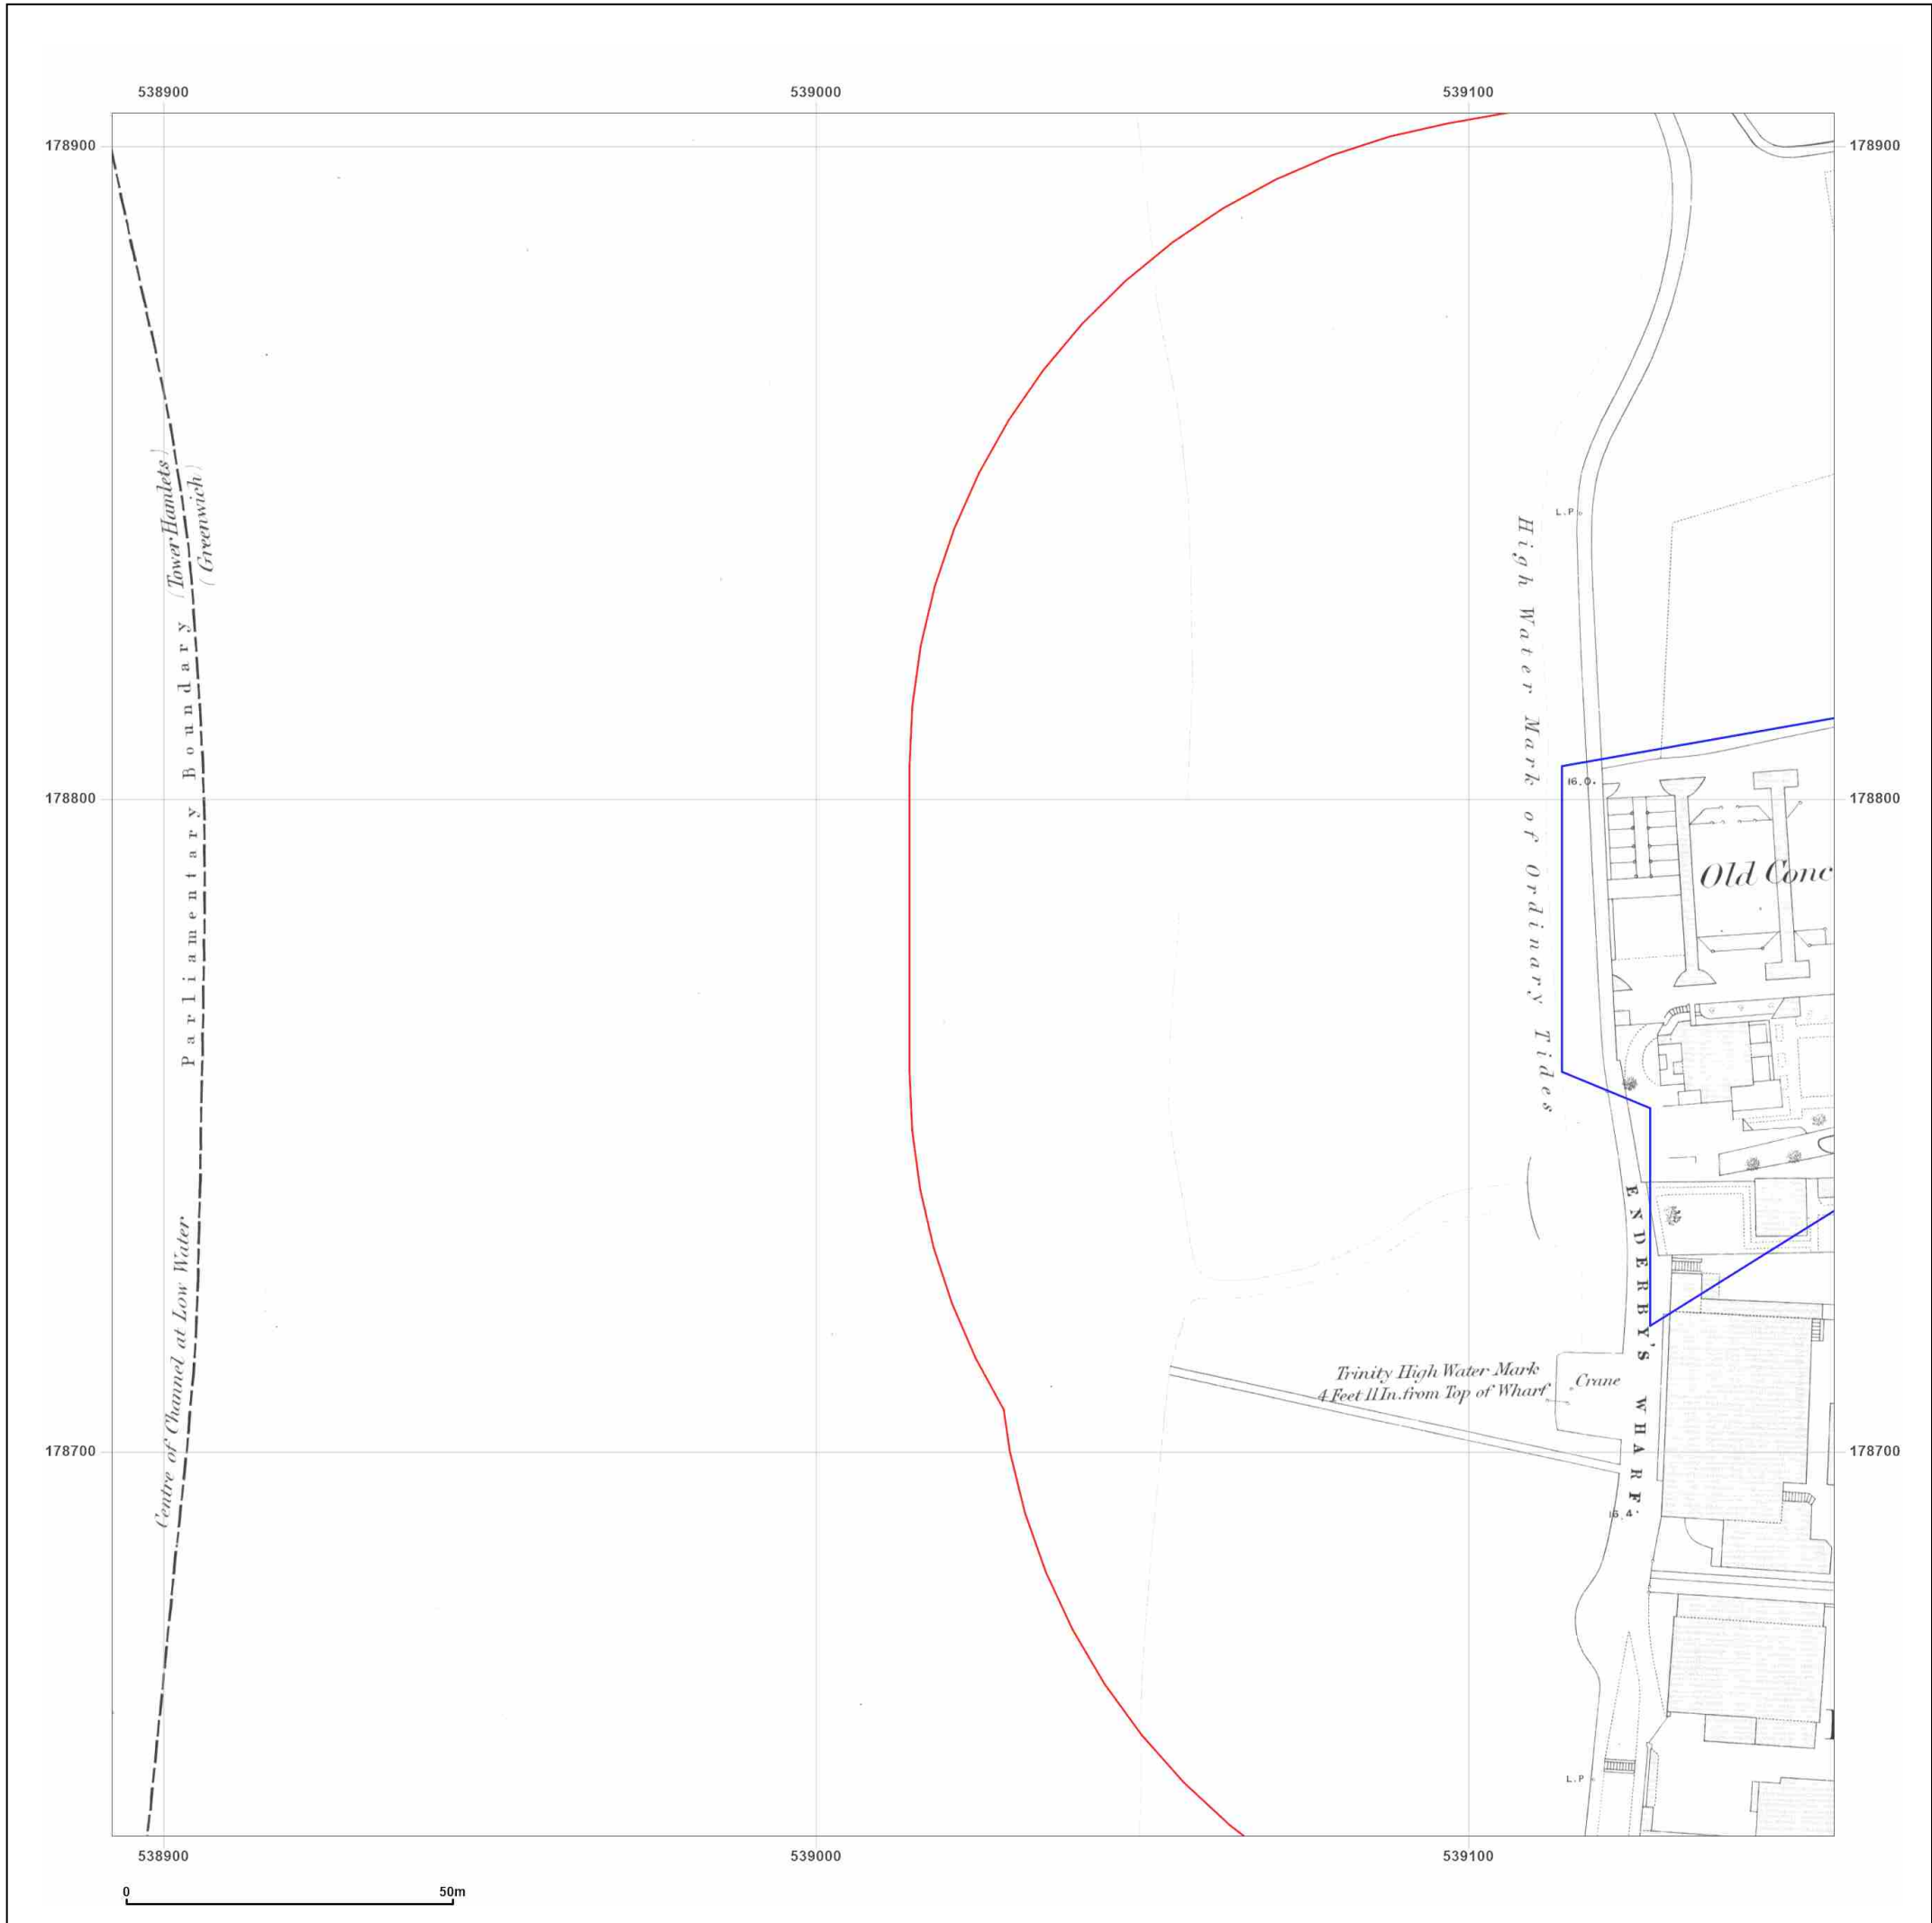 538900
539000
539100
178900
178900
(Tower Hamlets)
(Greenwich)
Parliamentary Boundary
L.P
High Water Mark of Ordinary Tides
16.0.
178800
178800
Old Conc
ENDERBY'S WHARF.
Centre of Channel at Low Water
Trinity High Water Mark
4 Feet 11 In. from Top of Wharf
Crane
178700
178700
16.4.
L.P
538900
539000
539100
0
50m